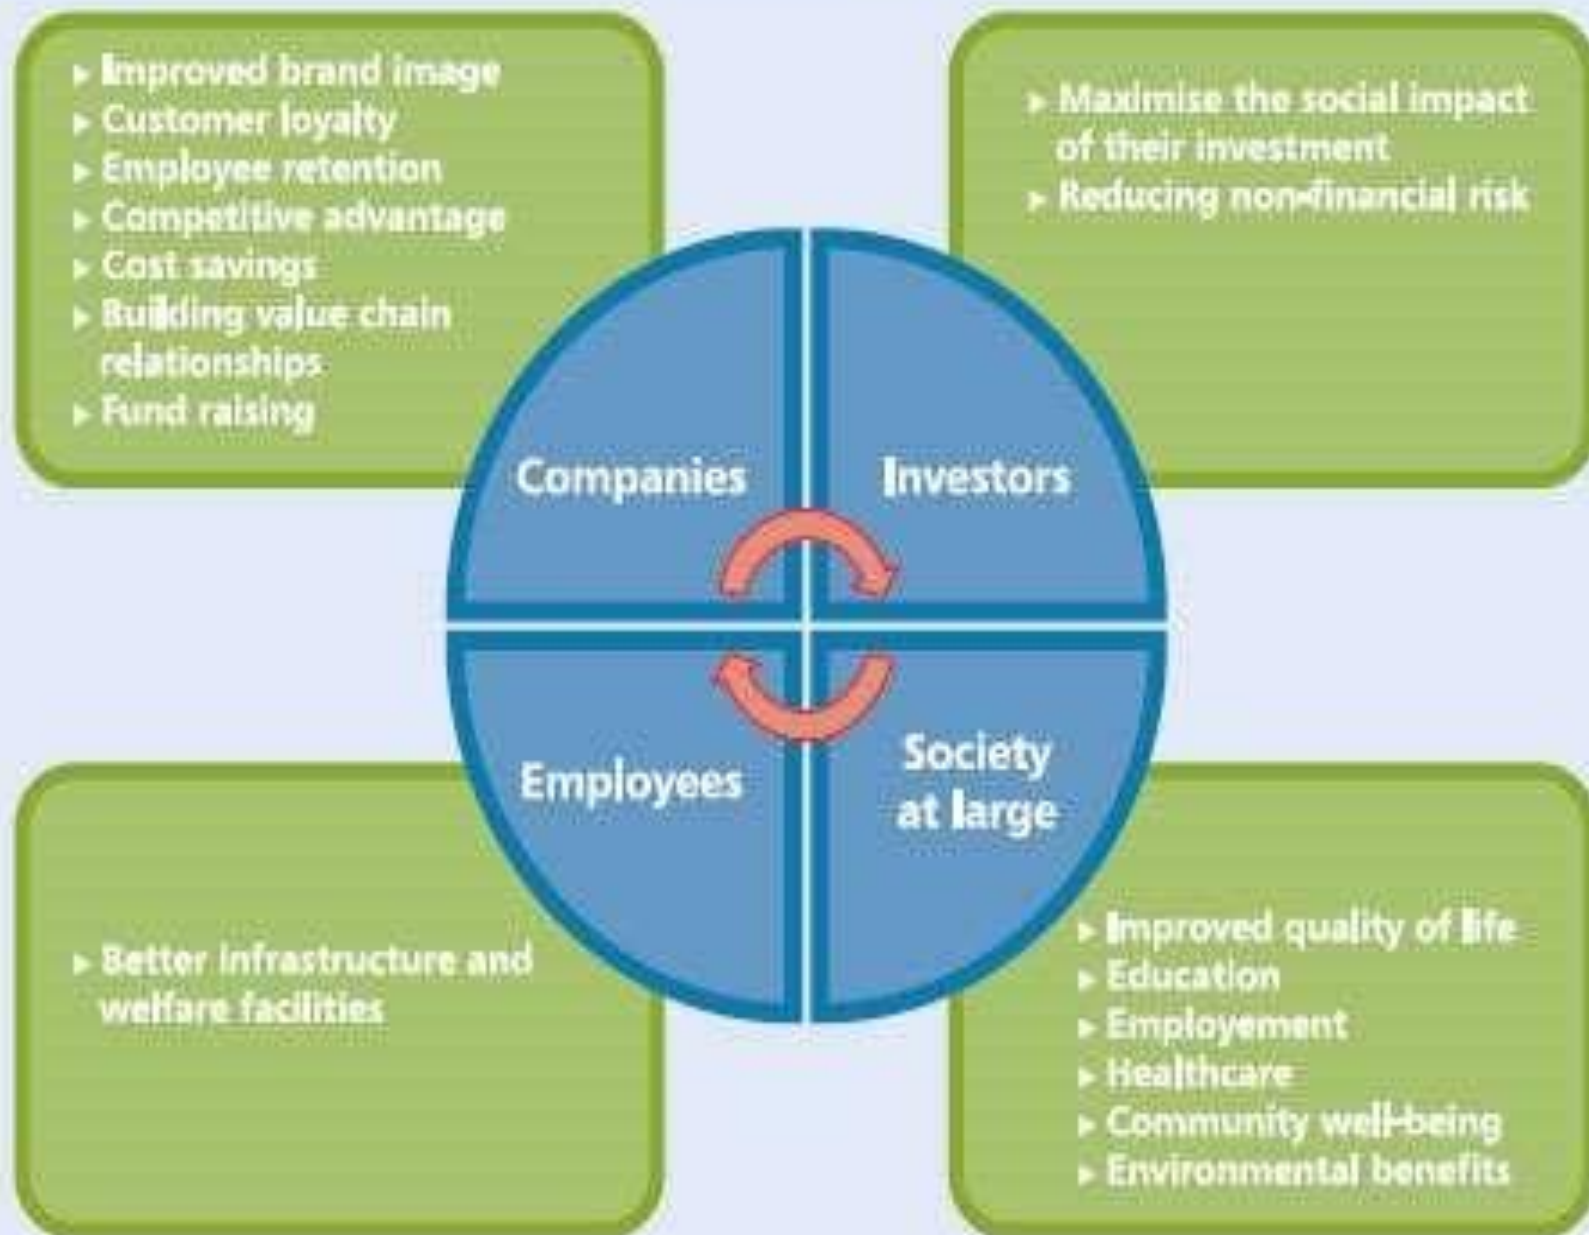 ▸ Improved brand image
▸ Customer loyalty
▸ Employee retention
▸ Competitive advantage
▸ Cost savings
▸ Building value chain
relationships
▸ Fund raising
▸ Maximise the social impact
of their investment
▸ Reducing non-financial risk
Companies
Investors
Employees
Society
at large
▸ Better infrastructure and
welfare facilities
▸ Improved quality of life
▸ Education
▸ Employement
▸ Healthcare
▸ Community well-being
▸ Environmental benefits